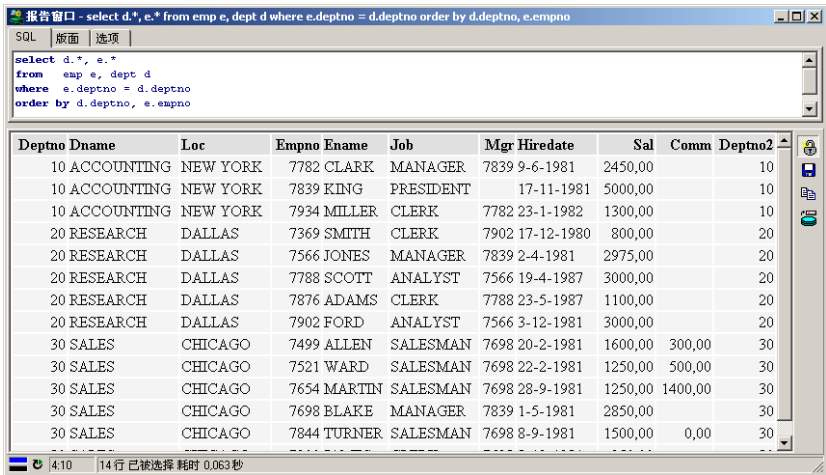 报告窗口 - select d.*, e.* from emp e, dept d where e.deptno = d.deptno order by d.deptno, e.empno
SQL 版面 选项
select d.*, e.*
from emp e, dept d
where e.deptno = d.deptno
order by d.deptno, e.empno
Deptno Dname Loc Empno Ename Job Mgr Hiredate Sal Comm Deptno2
10 ACCOUNTING NEW YORK 7782 CLARK MANAGER 7839 9-6-1981 2450,00 10
10 ACCOUNTING NEW YORK 7839 KING PRESIDENT 17-11-1981 5000,00 10
10 ACCOUNTING NEW YORK 7934 MILLER CLERK 7782 23-1-1982 1300,00 10
20 RESEARCH DALLAS 7369 SMITH CLERK 7902 17-12-1980 800,00 20
20 RESEARCH DALLAS 7566 JONES MANAGER 7839 2-4-1981 2975,00 20
20 RESEARCH DALLAS 7788 SCOTT ANALYST 7566 19-4-1987 3000,00 20
20 RESEARCH DALLAS 7876 ADAMS CLERK 7788 23-5-1987 1100,00 20
20 RESEARCH DALLAS 7902 FORD ANALYST 7566 3-12-1981 3000,00 20
30 SALES CHICAGO 7499 ALLEN SALESMAN 7698 20-2-1981 1600,00 300,00 30
30 SALES CHICAGO 7521 WARD SALESMAN 7698 22-2-1981 1250,00 500,00 30
30 SALES CHICAGO 7654 MARTIN SALESMAN 7698 28-9-1981 1250,00 1400,00 30
30 SALES CHICAGO 7698 BLAKE MANAGER 7839 1-5-1981 2850,00 30
30 SALES CHICAGO 7844 TURNER SALESMAN 7698 8-9-1981 1500,00 0,00 30
4:10 14 行 已被选择 耗时 0,063 秒